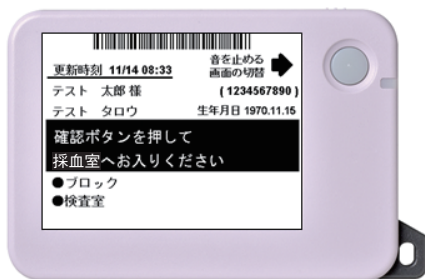 更新時刻 11/14 08:33
音を止める
画面の切替
テスト 太郎 様 (1234567890)
テスト タロウ 生年月日 1970.11.15
確認ボタンを押して
採血室へお入りください
●ブロック
●検査室